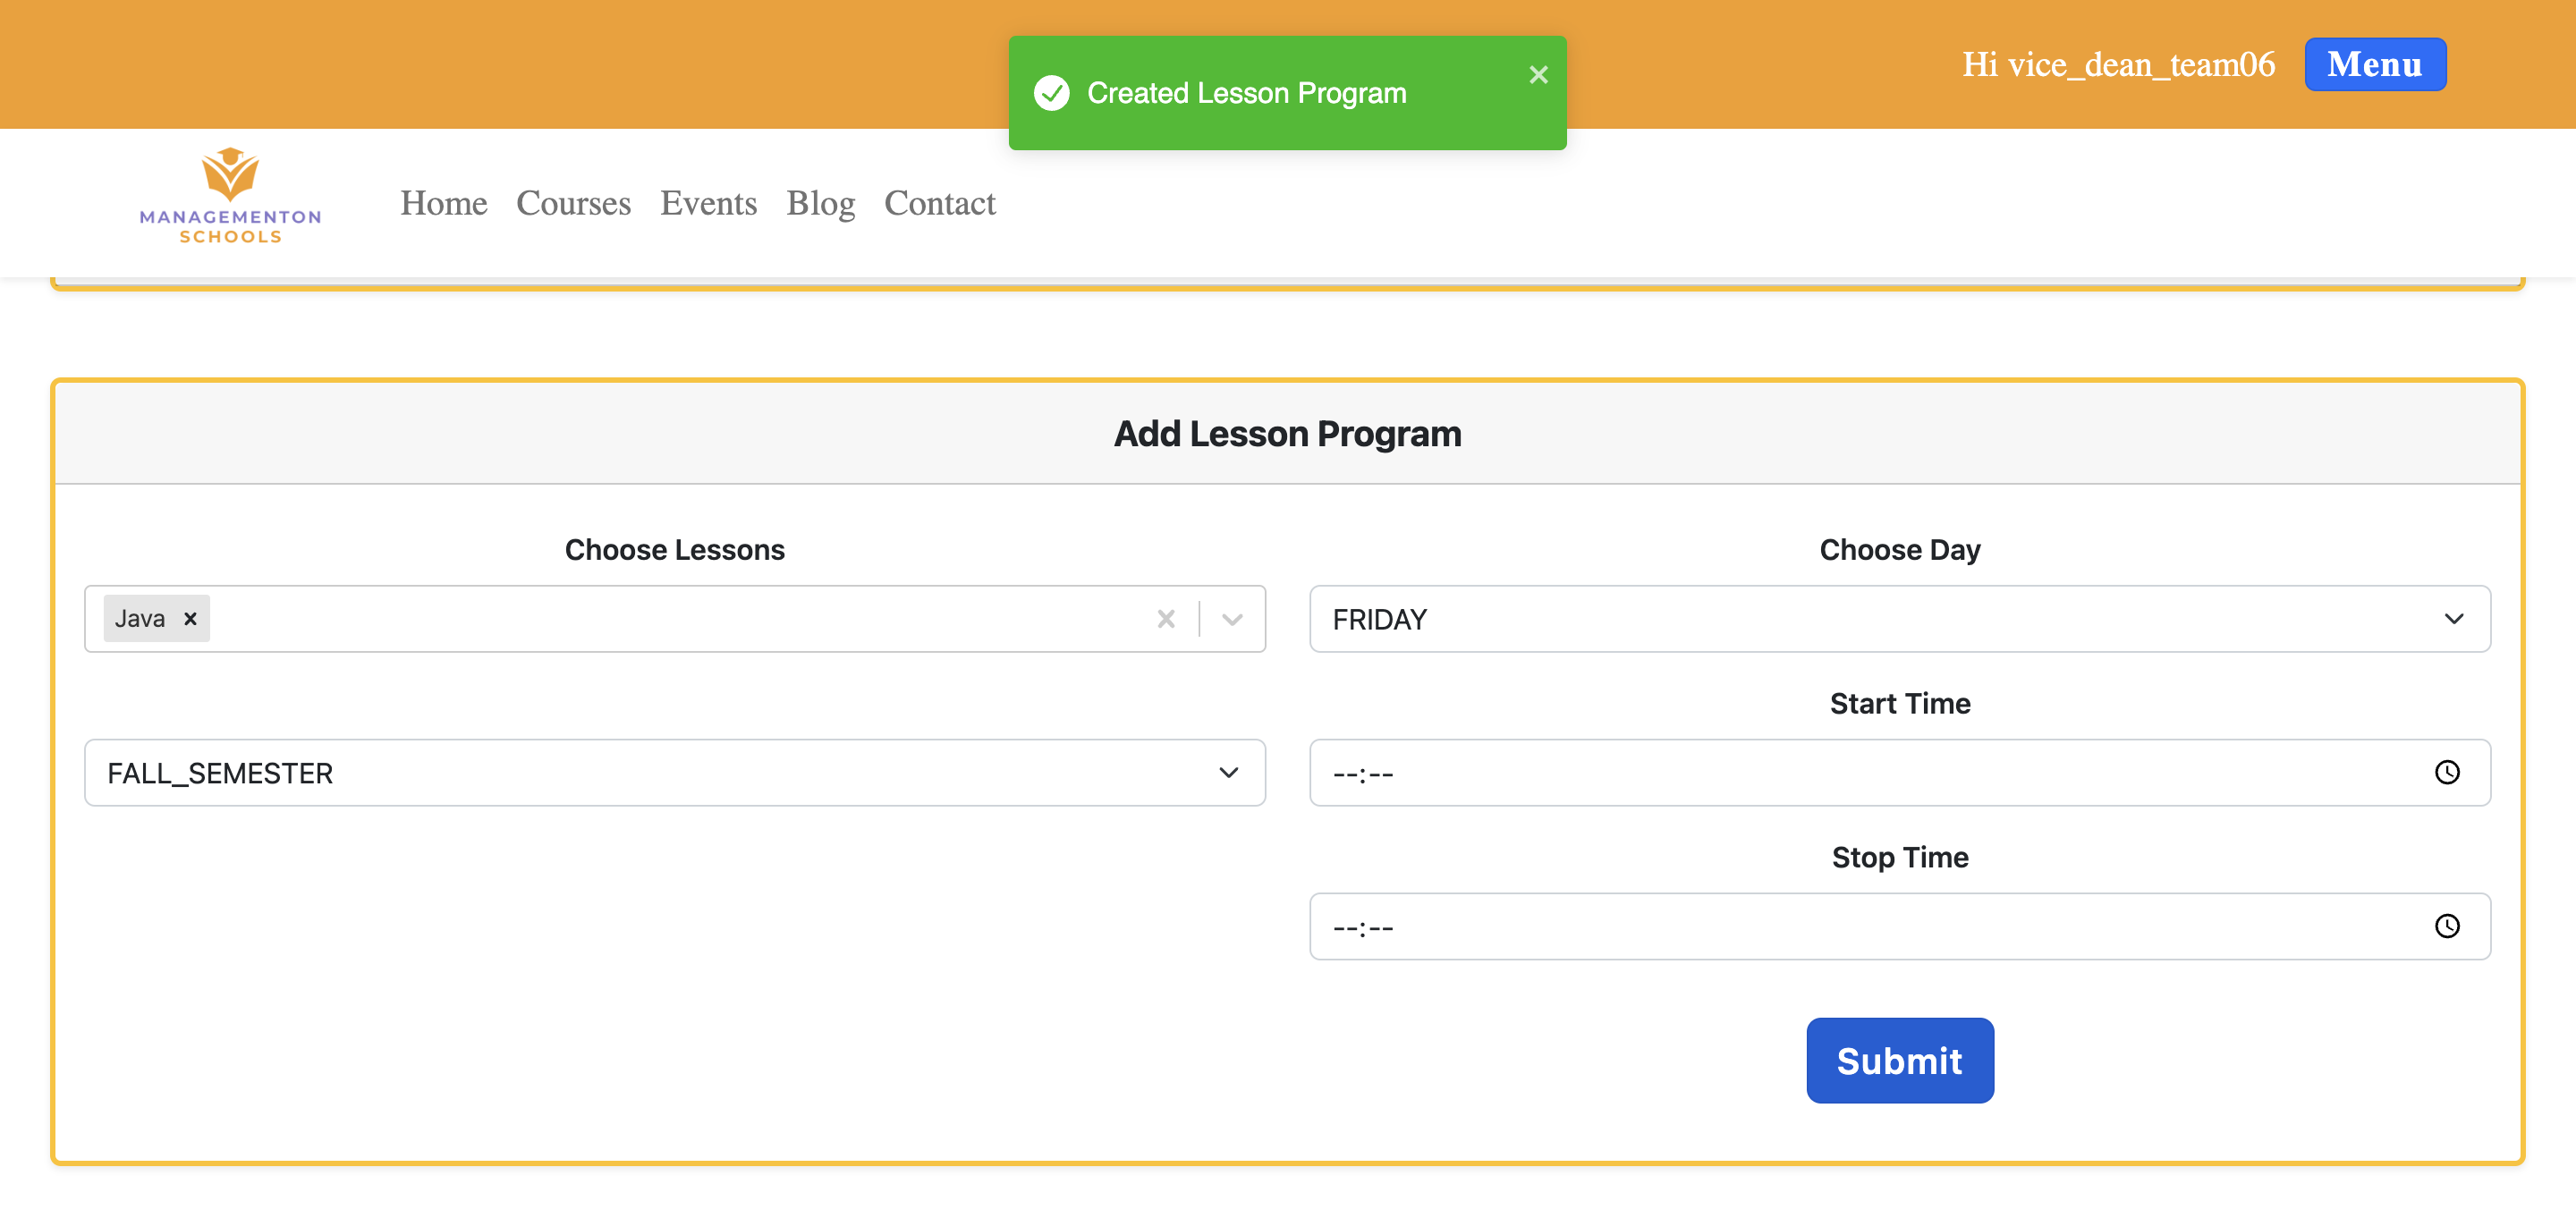 Hi vice_dean_team06
Menu
Created Lesson Program
MANAGEMENTON
SCHOOLS
Home Courses Events Blog Contact
Add Lesson Program
Choose Lessons
Choose Day
Java
FRIDAY
Start Time
FALL_SEMESTER
--:--
Stop Time
--:--
Submit